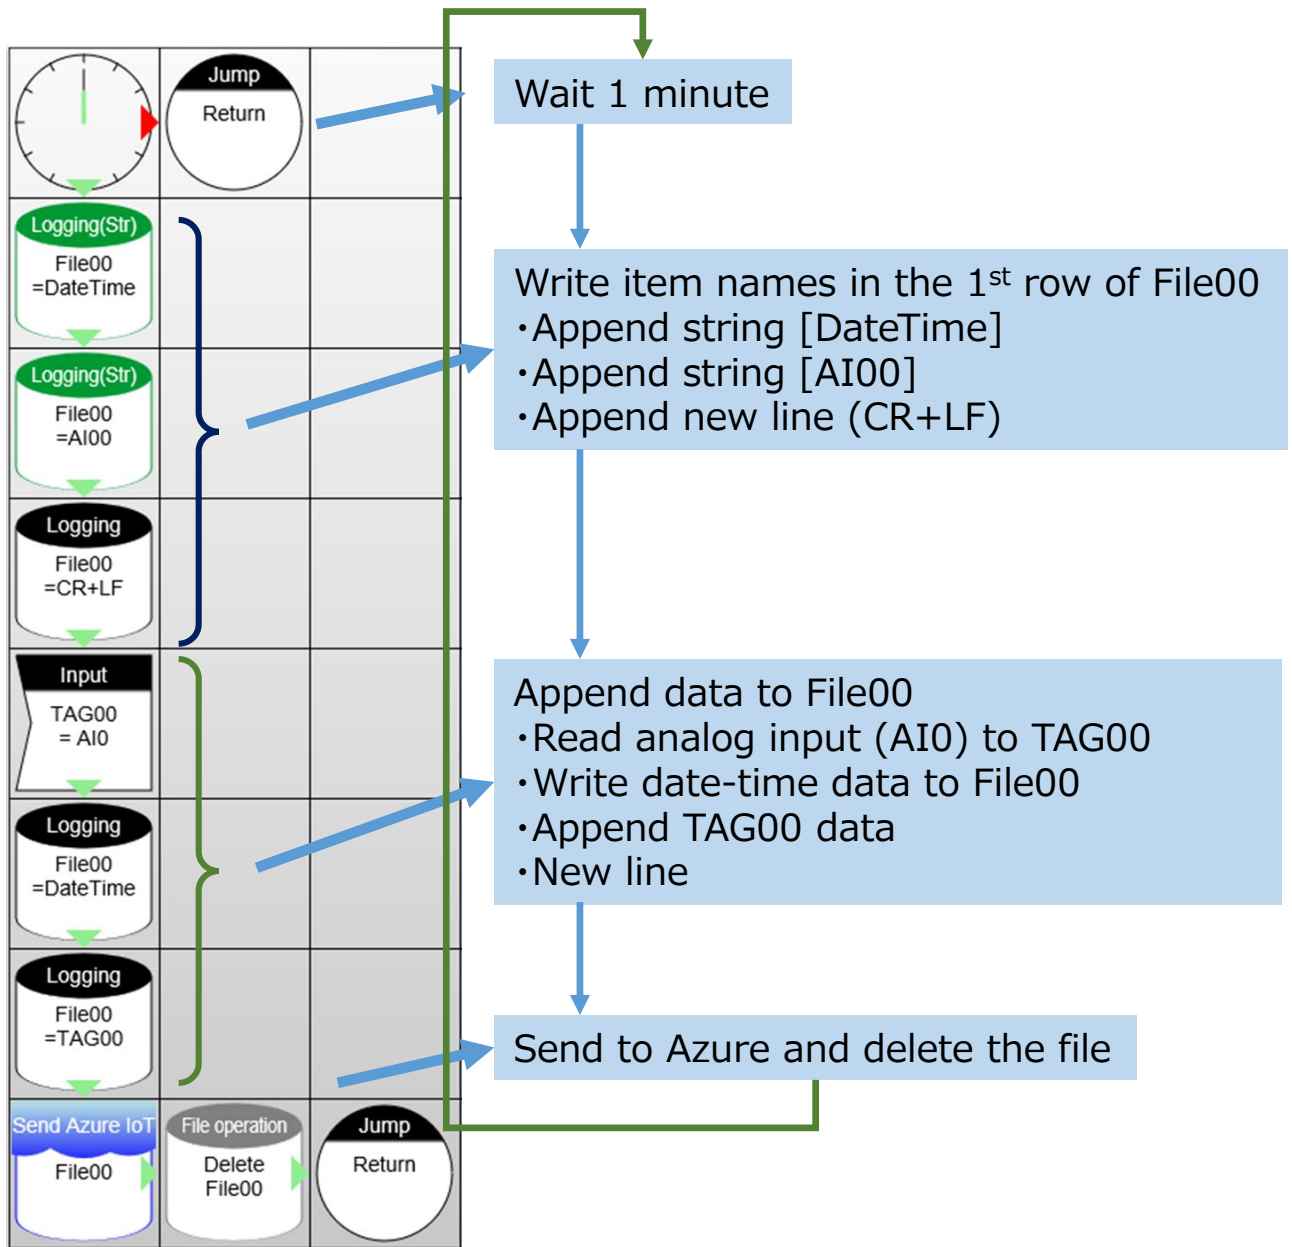 Jump
Return
Logging(Str)
File00
=DateTime
Logging(Str)
File00
=AI00
Logging
File00
=CR+LF
Input
TAG00
= AI0
Logging
File00
=DateTime
Logging
File00
=TAG00
Send Azure IoT
File00
File operation
Delete
File00
Jump
Return
Wait 1 minute
Write item names in the 1st row of File00
・Append string [DateTime]
・Append string [AI00]
・Append new line (CR+LF)
Append data to File00
・Read analog input (AI0) to TAG00
・Write date-time data to File00
・Append TAG00 data
・New line
Send to Azure and delete the file